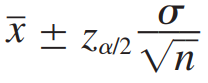 x̄ ± z_{α/2} σ/√n